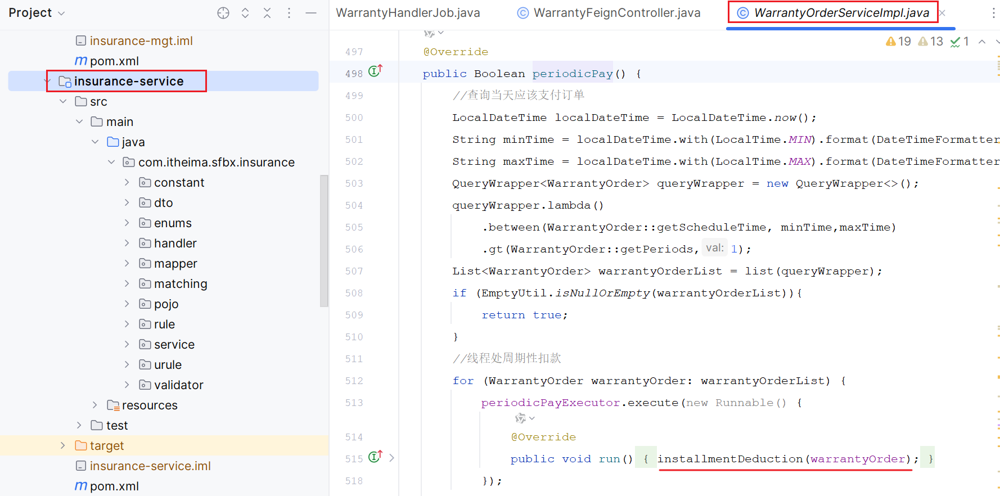 Project
insurance-mgt.iml
pom.xml
insurance-service
src
main
java
com.itheima.sfbx.insurance
constant
dto
enums
handler
mapper
matching
pojo
rule
service
urule
validator
resources
test
target
insurance-service.iml
pom.xml
WarrantyHandlerJob.java
WarrantyFeignController.java
WarrantyOrderServiceImpl.java
19 13 1
497 @Override
498 public Boolean periodicPay() {
499 //查询当天应该支付订单
500 LocalDateTime localDateTime = LocalDateTime.now();
501 String minTime = localDateTime.with(LocalTime.MIN).format(DateTimeFormatter
502 String maxTime = localDateTime.with(LocalTime.MAX).format(DateTimeFormatter
503 QueryWrapper<WarrantyOrder> queryWrapper = new QueryWrapper<>();
504 queryWrapper.lambda()
505 .between(WarrantyOrder::getScheduleTime, minTime,maxTime)
506 .gt(WarrantyOrder::getPeriods, val: 1);
507 List<WarrantyOrder> warrantyOrderList = list(queryWrapper);
508 if (EmptyUtil.isNullOrEmpty(warrantyOrderList)){
509 return true;
510 }
511 //线程处周期性扣款
512 for (WarrantyOrder warrantyOrder: warrantyOrderList) {
513 periodicPayExecutor.execute(new Runnable() {
514 @Override
515 public void run() { installmentDeduction(warrantyOrder); }
518 });